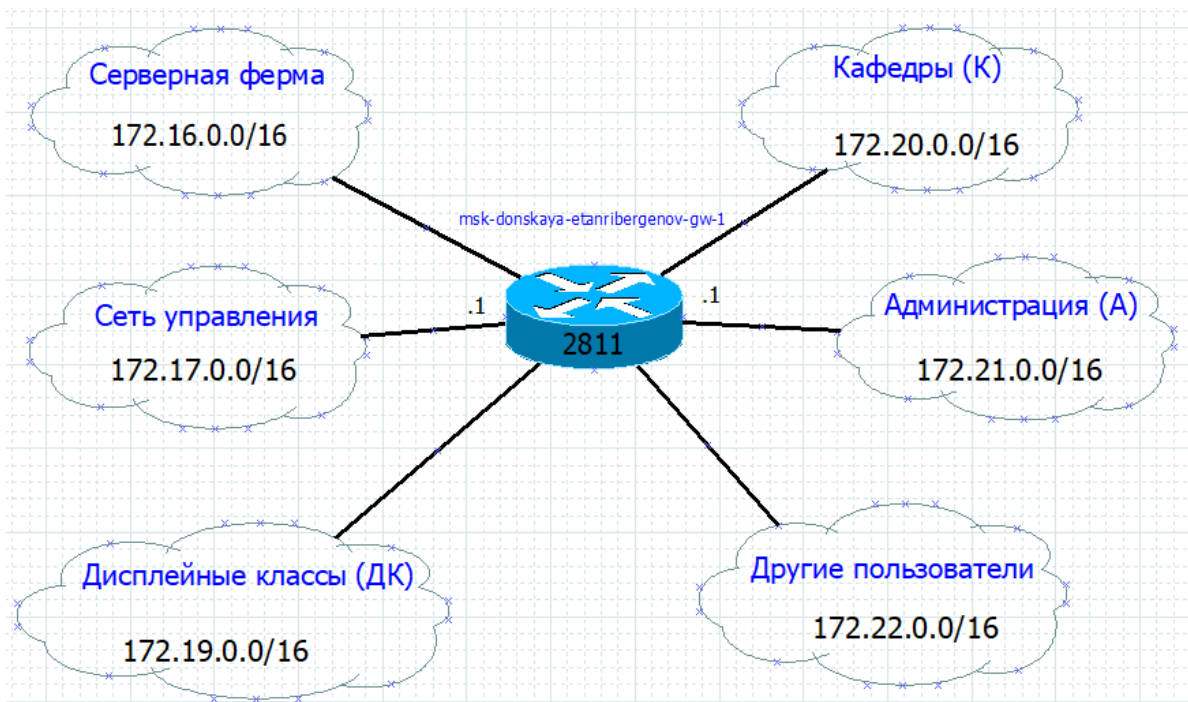 Серверная ферма
172.16.0.0/16
Кафедры (К)
172.20.0.0/16
msk-donskaya-etanribergenov-gw-1
Сеть управления
172.17.0.0/16
.1
.1
2811
Администрация (А)
172.21.0.0/16
Дисплейные классы (ДК)
172.19.0.0/16
Другие пользователи
172.22.0.0/16